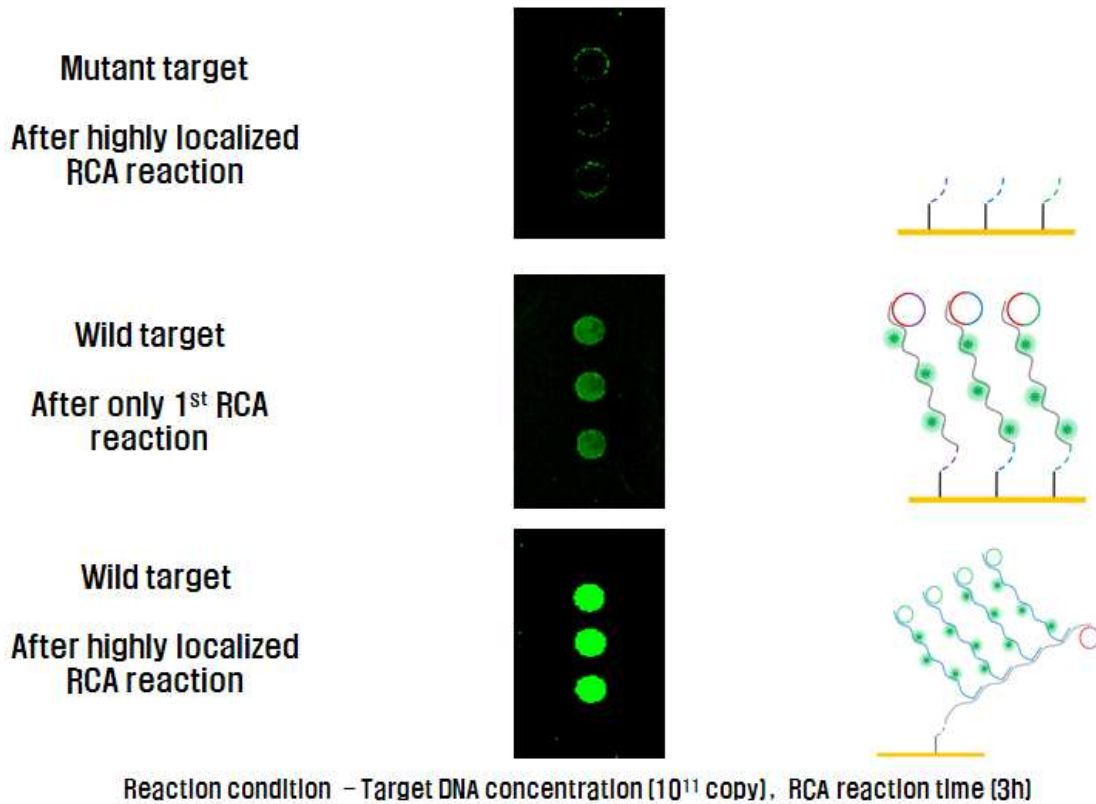 Mutant target
After highly localized
RCA reaction
Wild target
After only 1st RCA
reaction
Wild target
After highly localized
RCA reaction
Reaction condition – Target DNA concentration (10¹¹ copy), RCA reaction time (3h)